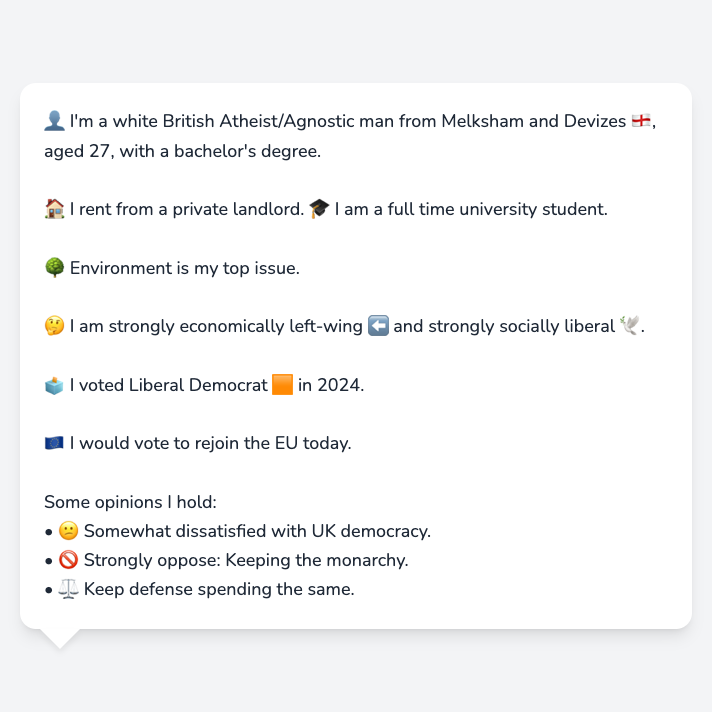 👤 I'm a white British Atheist/Agnostic man from Melksham and Devizes 🏴󠁧󠁢󠁥󠁮󠁧󠁿,
aged 27, with a bachelor's degree.
🏠 I rent from a private landlord. 🎓 I am a full time university student.
🌳 Environment is my top issue.
🤔 I am strongly economically left-wing ⬅️ and strongly socially liberal 🕊️.
🗳️ I voted Liberal Democrat 🟧 in 2024.
🇪🇺 I would vote to rejoin the EU today.
Some opinions I hold:
• 🙁 Somewhat dissatisfied with UK democracy.
• 🚫 Strongly oppose: Keeping the monarchy.
• ⚖️ Keep defense spending the same.